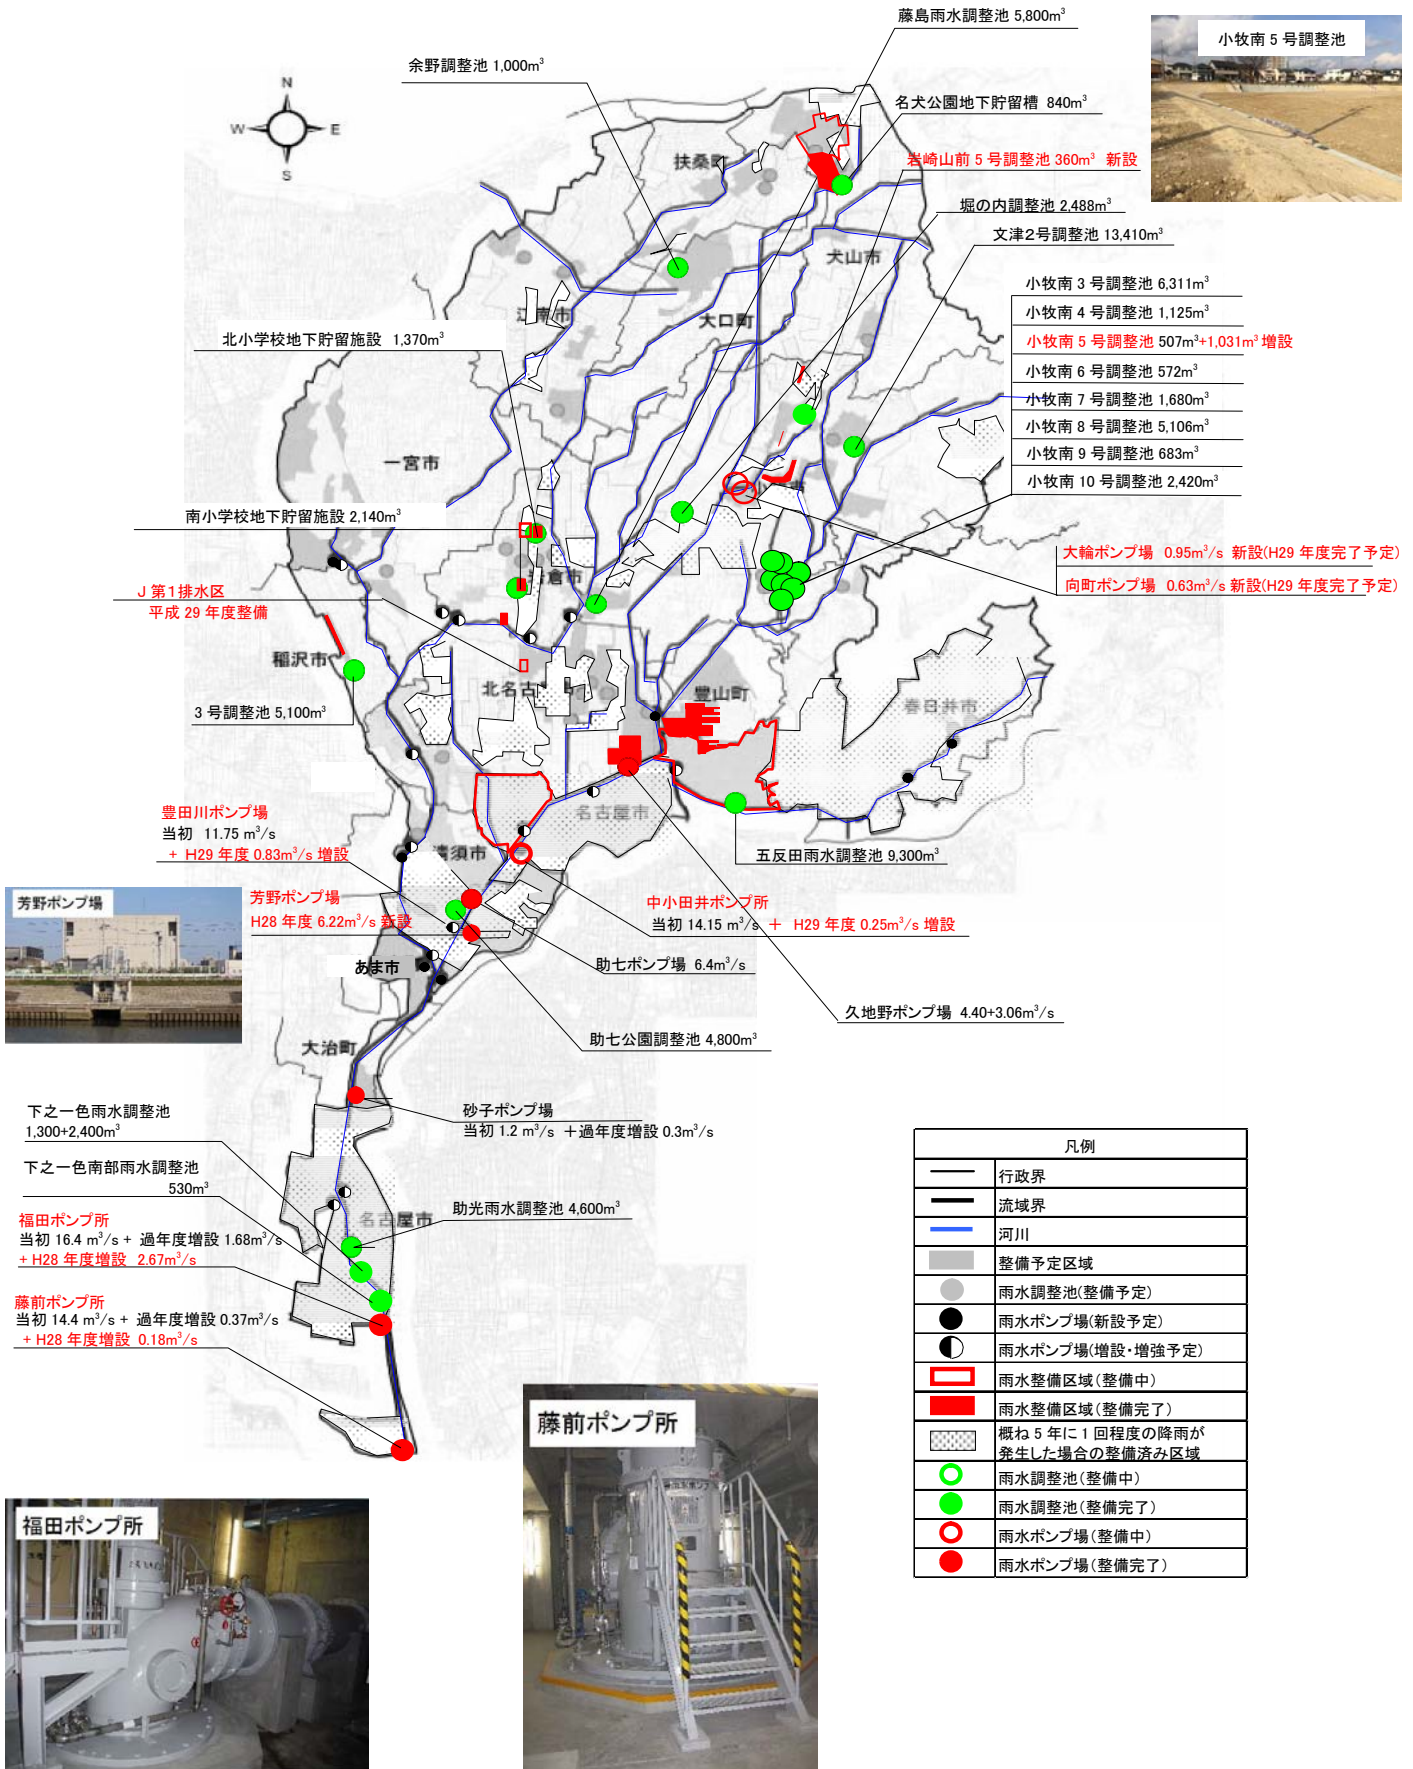 藤島雨水調整池 5,800m³
小牧南 5 号調整池
余野調整池 1,000m³
名犬公園地下貯留槽 840m³
N
W
E
S
扶桑町
岩崎山前 5 号調整池 360m³ 新設
堀の内調整池 2,488m³
文津2号調整池 13,410m³
犬山市
小牧南 3 号調整池 6,311m³
小牧南 4 号調整池 1,125m³
小牧南 5 号調整池 507m³+1,031m³ 増設
小牧南 6 号調整池 572m³
小牧南 7 号調整池 1,680m³
小牧南 8 号調整池 5,106m³
小牧南 9 号調整池 683m³
小牧南 10 号調整池 2,420m³
江南市
大口町
北小学校地下貯留施設 1,370m³
一宮市
南小学校地下貯留施設 2,140m³
大輪ポンプ場 0.95m³/s 新設(H29 年度完了予定)
向町ポンプ場 0.63m³/s 新設(H29 年度完了予定)
岩倉市
J 第1排水区
平成 29 年度整備
稲沢市
北名古
豊山町
春日井市
3 号調整池 5,100m³
名古屋市
豊田川ポンプ場
当初 11.75 m³/s
+ H29 年度 0.83m³/s 増設
清須市
五反田雨水調整池 9,300m³
芳野ポンプ場
芳野ポンプ場
H28 年度 6.22m³/s 新設
中小田井ポンプ所
当初 14.15 m³/s + H29 年度 0.25m³/s 増設
あま市
助七ポンプ場 6.4m³/s
久地野ポンプ場 4.40+3.06m³/s
助七公園調整池 4,800m³
大治町
下之一色雨水調整池
1,300+2,400m³
砂子ポンプ場
当初 1.2 m³/s +過年度増設 0.3m³/s
下之一色南部雨水調整池
530m³
助光雨水調整池 4,600m³
名古屋市
福田ポンプ所
当初 16.4 m³/s + 過年度増設 1.68m³/s
+ H28 年度増設 2.67m³/s
藤前ポンプ所
当初 14.4 m³/s + 過年度増設 0.37m³/s
+ H28 年度増設 0.18m³/s
凡例
行政界
流域界
河川
整備予定区域
雨水調整池(整備予定)
雨水ポンプ場(新設予定)
雨水ポンプ場(増設・増強予定)
雨水整備区域(整備中)
雨水整備区域(整備完了)
概ね 5 年に 1 回程度の降雨が
発生した場合の整備済み区域
雨水調整池(整備中)
雨水調整池(整備完了)
雨水ポンプ場(整備中)
雨水ポンプ場(整備完了)
藤前ポンプ所
福田ポンプ所